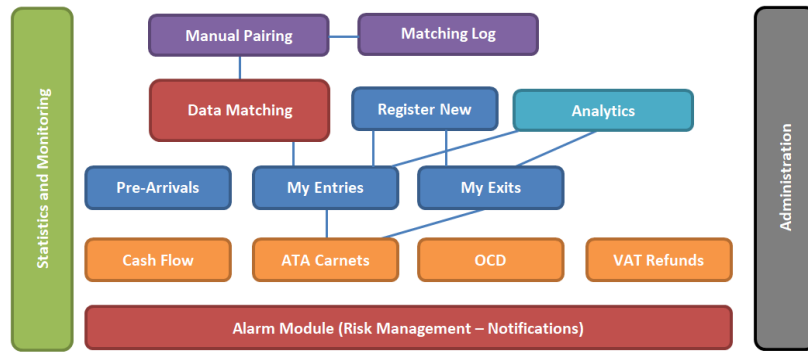 Statistics and Monitoring
Manual Pairing
Matching Log
Data Matching
Register New
Analytics
Pre-Arrivals
My Entries
My Exits
Cash Flow
ATA Carnets
OCD
VAT Refunds
Alarm Module (Risk Management – Notifications)
Administration